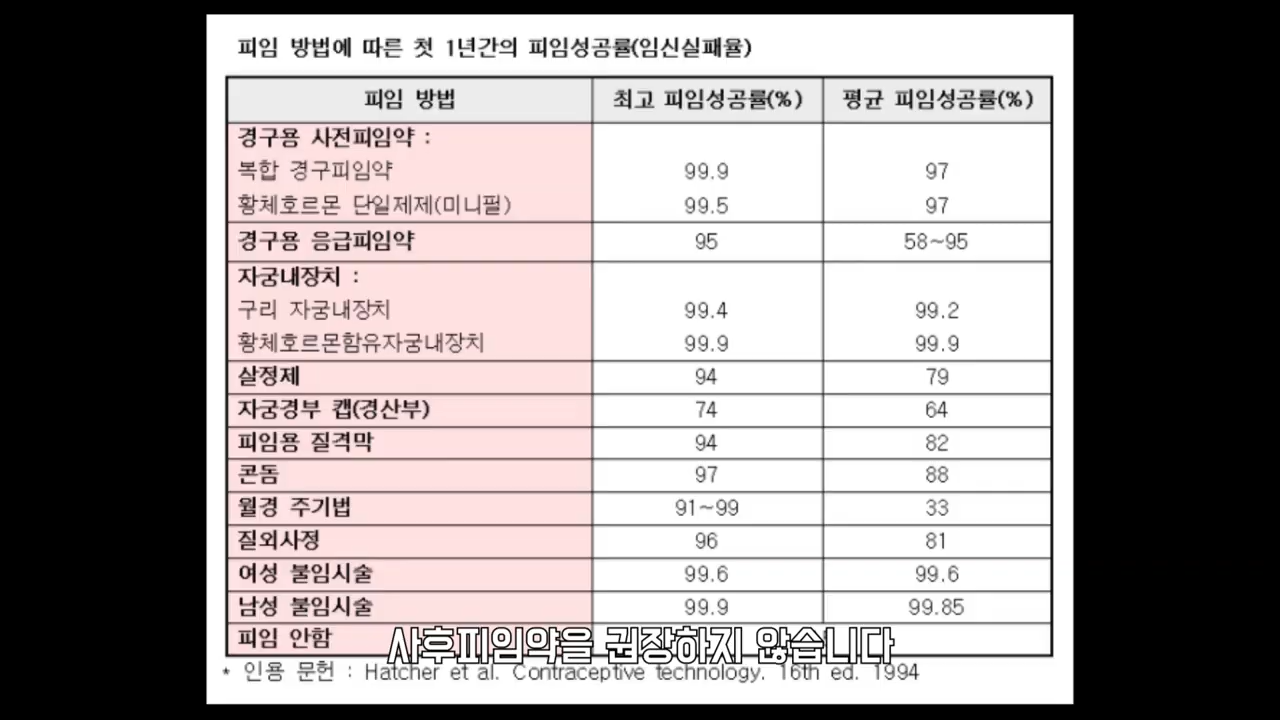 피임 방법에 따른 첫 1년간의 피임성공률(임신실패율)
피임 방법 최고 피임성공률(%) 평균 피임성공률(%)
경구용 사전피임약 :
복합 경구피임약 99.9 97
황체호르몬 단일제제(미니필) 99.5 97
경구용 응급피임약 95 58~95
자궁내장치 :
구리 자궁내장치 99.4 99.2
황체호르몬함유자궁내장치 99.9 99.9
살정제 94 79
자궁경부 캡(경산부) 74 64
피임용 질격막 94 82
콘돔 97 88
월경 주기법 91~99 33
질외사정 96 81
여성 불임시술 99.6 99.6
남성 불임시술 99.9 99.85
피임 안함
사후피임약을 권장하지 않습니다
* 인용 문헌 : Hatcher et al. Contraceptive technology. 16th ed. 1994